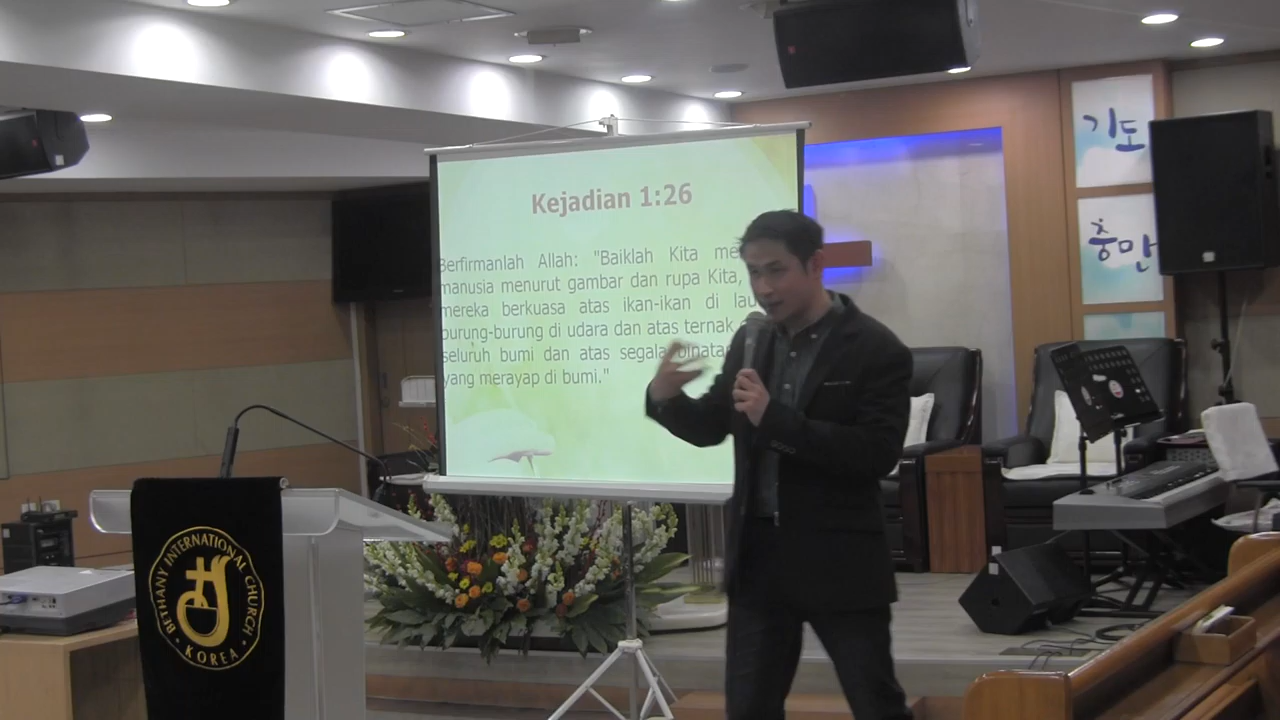 Kejadian 1:26
Berfirmanlah Allah: "Baiklah Kita
manusia menurut gambar dan rupa Kita,
mereka berkuasa atas ikan-ikan di
burung-burung di udara dan atas ternak
seluruh bumi dan atas segala
yang merayap di bumi."
기도
충만
BETHANY INTERNATIONAL CHURCH
• KOREA •